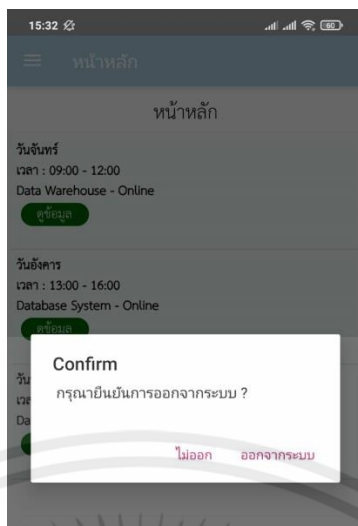 15:32
60
หน้าหลัก
หน้าหลัก
วันจันทร์
เวลา : 09:00 - 12:00
Data Warehouse - Online
ดูข้อมูล
วันอังคาร
เวลา : 13:00 - 16:00
Database System - Online
ดูข้อมูล
Confirm
กรุณายืนยันการออกจากระบบ ?
ไม่ออก ออกจากระบบ